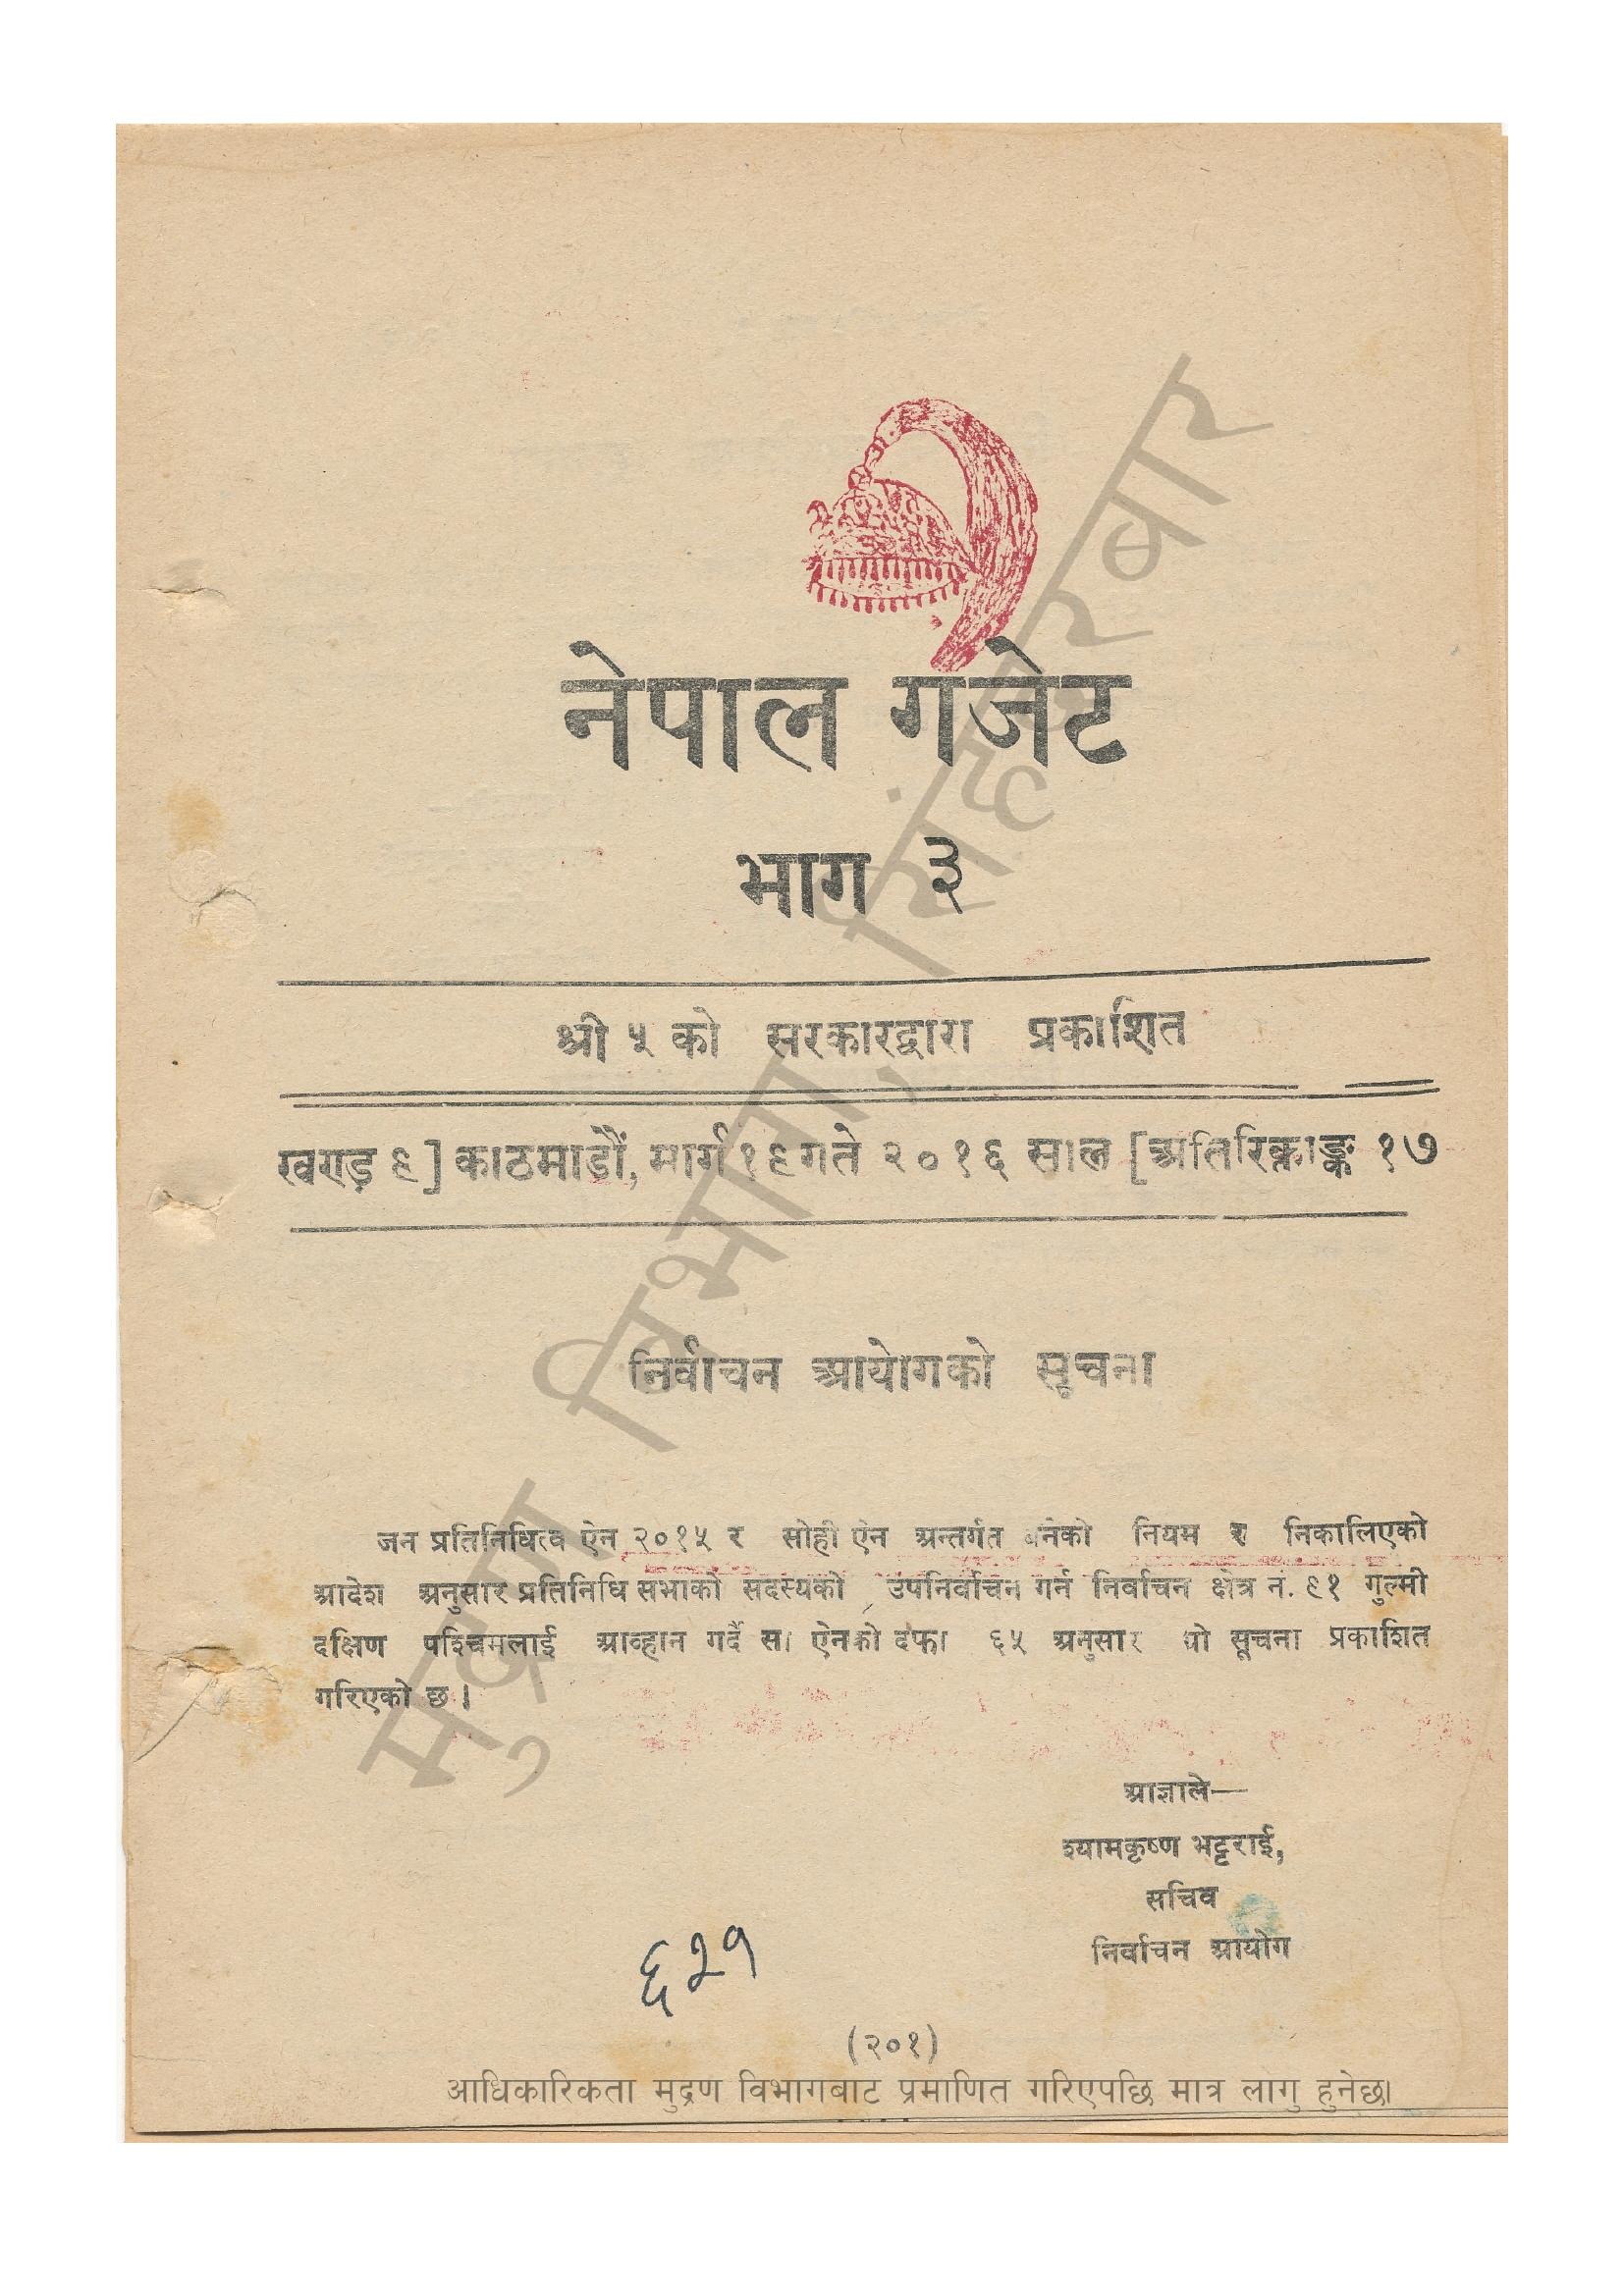 नेपाल गजेट
भाग ३
श्री ५ को सरकारद्वारा प्रकाशित
खण्ड ९] काठमाडौं, मार्ग १९ गते २०१६ साल [अतिरिक्ताङ्क १७
निर्वाचन आयोगको सूचना
जन प्रतिनिधित्व ऐन २०१५ र सोही ऐन अन्तर्गत बनेको नियम र निकालिएको
आदेश अनुसार प्रतिनिधि सभाको सदस्यको उपनिर्वाचन गर्न निर्वाचन क्षेत्र नं. ९१ गुल्मी
दक्षिण पश्चिमलाई आव्हान गर्दै सो ऐनको दफा ६५ अनुसार यो सूचना प्रकाशित
गरिएको छ ।
आज्ञाले—
श्यामकृष्ण भट्टराई,
सचिव
निर्वाचन आयोग
६२१
(२०१)
आधिकारिकता मुद्रण विभागबाट प्रमाणित गरिएपछि मात्र लागु हुनेछ।
मुद्रण विभाग, सिंहदरबार